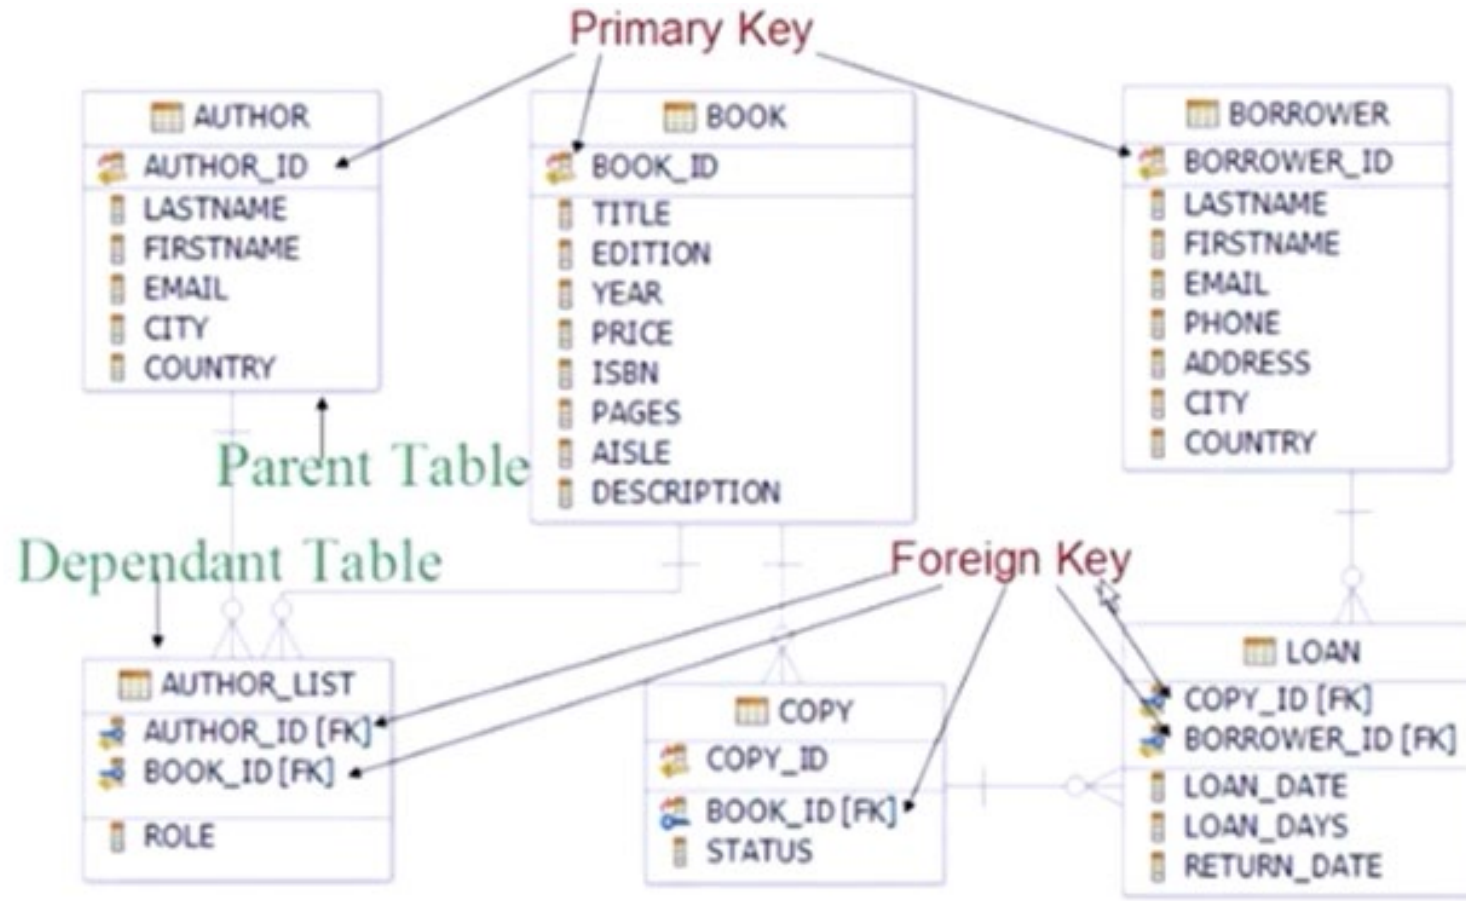 Primary Key
AUTHOR
AUTHOR_ID
LASTNAME
FIRSTNAME
EMAIL
CITY
COUNTRY
Parent Table
BOOK
BOOK_ID
TITLE
EDITION
YEAR
PRICE
ISBN
PAGES
AISLE
DESCRIPTION
BORROWER
BORROWER_ID
LASTNAME
FIRSTNAME
EMAIL
PHONE
ADDRESS
CITY
COUNTRY
Dependant Table
Foreign Key
AUTHOR_LIST
AUTHOR_ID [FK]
BOOK_ID [FK]
ROLE
COPY
COPY_ID
BOOK_ID [FK]
STATUS
LOAN
COPY_ID [FK]
BORROWER_ID [FK]
LOAN_DATE
LOAN_DAYS
RETURN_DATE